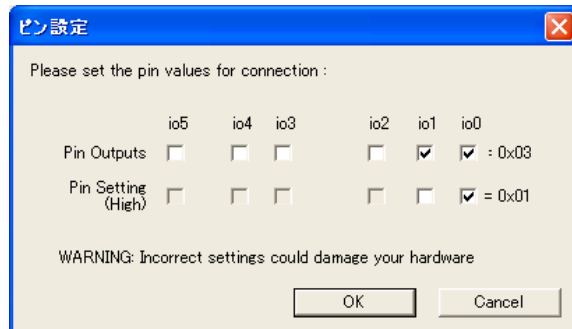 ピン設定
Please set the pin values for connection :
io5 io4 io3 io2 io1 io0
Pin Outputs : 0x03
Pin Setting
(High) = 0x01
WARNING: Incorrect settings could damage your hardware
OK Cancel